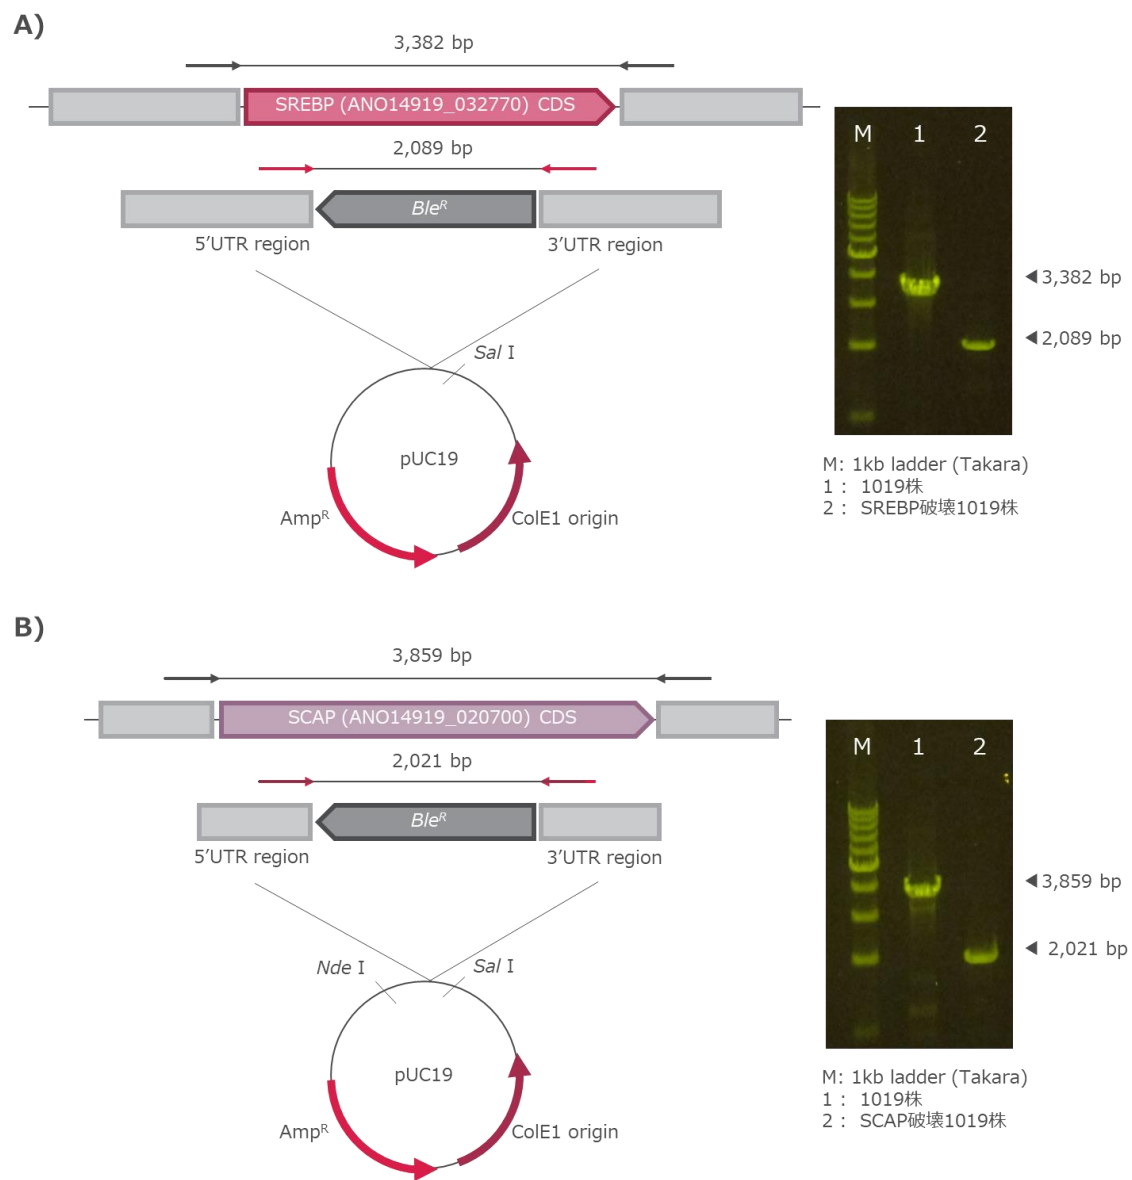 A)
3,382 bp
SREBP (ANO14919_032770) CDS
2,089 bp
Ble^R
5’UTR region
3’UTR region
Sal I
pUC19
Amp^R
ColE1 origin
M 1 2
◀3,382 bp
◀2,089 bp
M: 1kb ladder (Takara)
1 : 1019株
2 : SREBP破壊1019株
B)
3,859 bp
SCAP (ANO14919_020700) CDS
2,021 bp
Ble^R
5’UTR region
3’UTR region
Nde I
Sal I
pUC19
Amp^R
ColE1 origin
M 1 2
◀3,859 bp
◀ 2,021 bp
M: 1kb ladder (Takara)
1 : 1019株
2 : SCAP破壊1019株